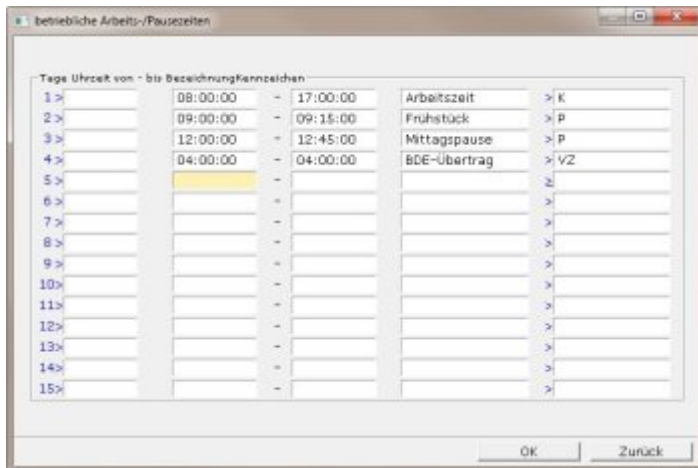 betriebliche Arbeits-/Pausezeiten
Tage Uhrzeit von - bis BezeichnungKennzeichen
1> 08:00:00 - 17:00:00 Arbeitszeit > K
2> 09:00:00 - 09:15:00 Frühstück > P
3> 12:00:00 - 12:45:00 Mittagspause > P
4> 04:00:00 - 04:00:00 BDE-Übertrag > VZ
5> - >
6> - >
7> - >
8> - >
9> - >
10> - >
11> - >
12> - >
13> - >
14> - >
15> - >
OK Zurück